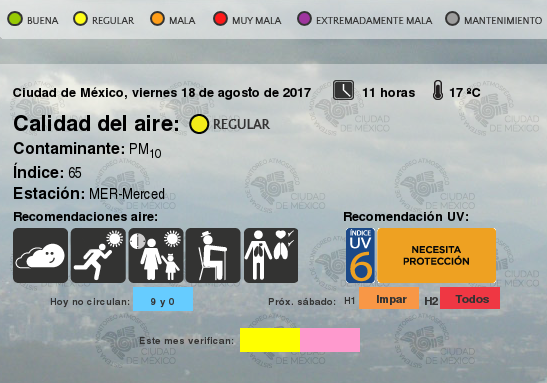 BUENA REGULAR MALA MUY MALA EXTREMADAMENTE MALA MANTENIMIENTO
Ciudad de México, viernes 18 de agosto de 2017 11 horas 17 ºC
Calidad del aire: REGULAR
Contaminante: PM10
Índice: 65
Estación: MER-Merced
Recomendaciones aire: Recomendación UV:
ÍNDICE
UV
6
NECESITA
PROTECCIÓN
Hoy no circulan: 9 y 0 Próx. sábado: H1 Impar H2 Todos
Este mes verifican:
CIUDAD
DE MÉXICO